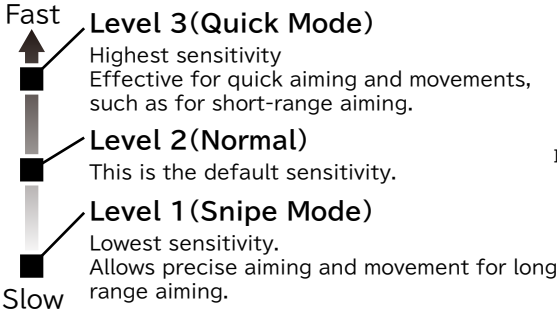 Fast
Level 3(Quick Mode)
Highest sensitivity
Effective for quick aiming and movements,
such as for short-range aiming.
Level 2(Normal)
This is the default sensitivity.
Level 1(Snipe Mode)
Lowest sensitivity.
Allows precise aiming and movement for long
range aiming.
Slow